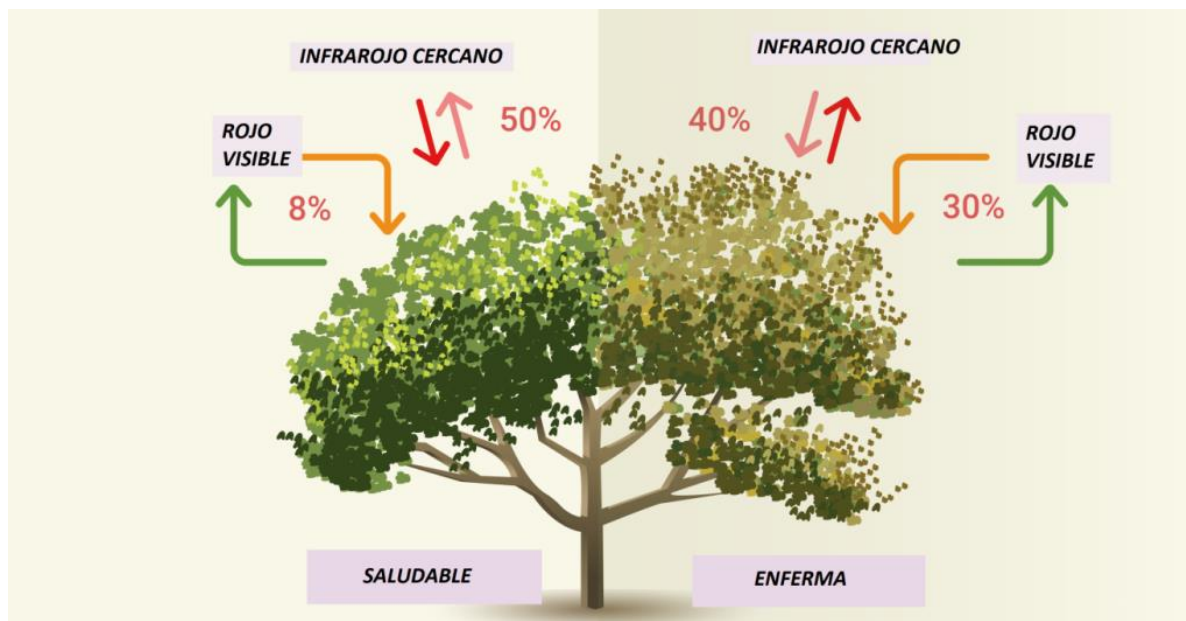 INFRAROJO CERCANO
50%
ROJO
VISIBLE
8%
SALUDABLE
INFRAROJO CERCANO
40%
ROJO
VISIBLE
30%
ENFERMA